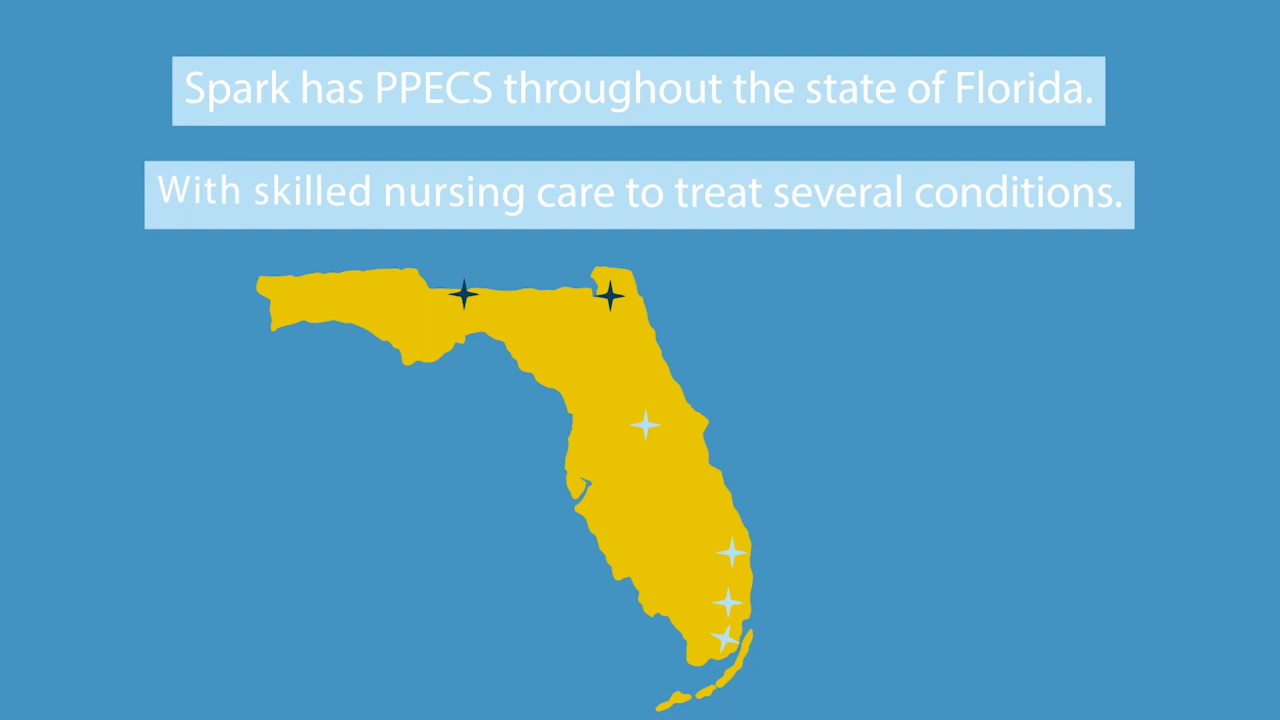 Spark has PPECS throughout the state of Florida.
With skilled nursing care to treat several conditions.